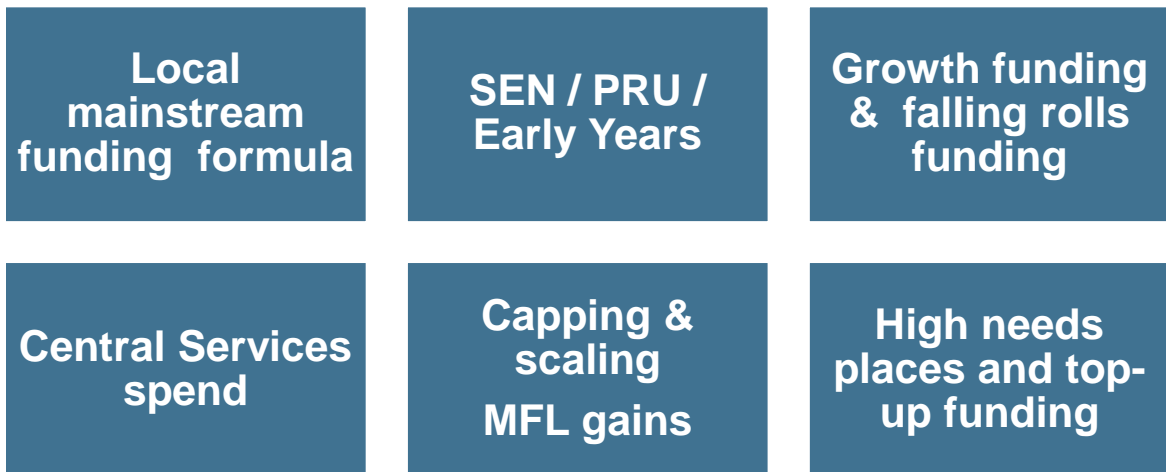 Local
mainstream
funding formula
SEN / PRU /
Early Years
Growth funding
& falling rolls
funding
Central Services
spend
Capping &
scaling
MFL gains
High needs
places and top-
up funding